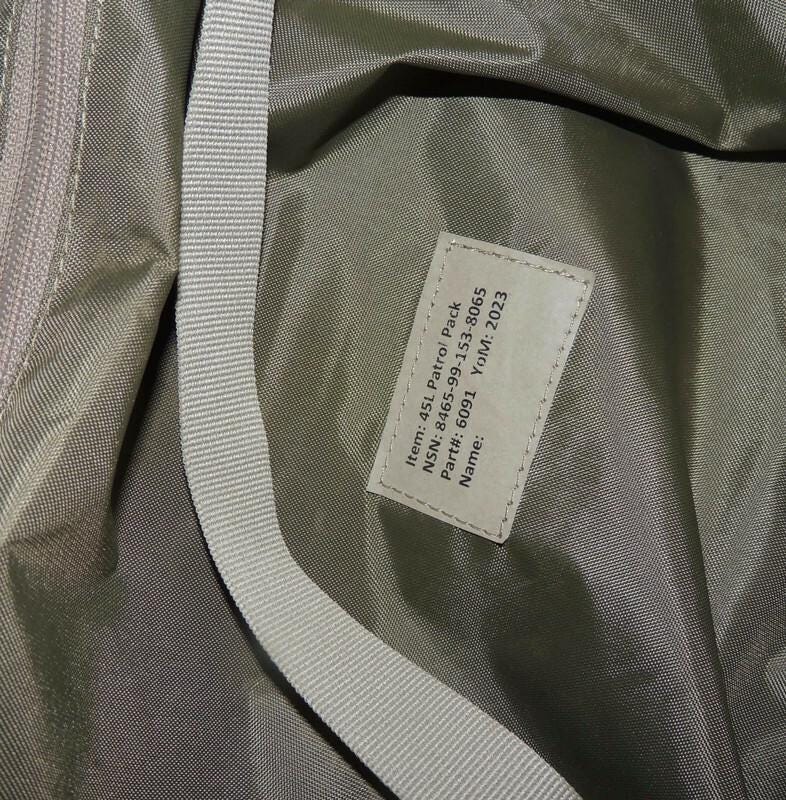 Item: 45L Patrol Pack
NSN: 8465-99-153-8065
Part#: 6091 YoM: 2023
Name: